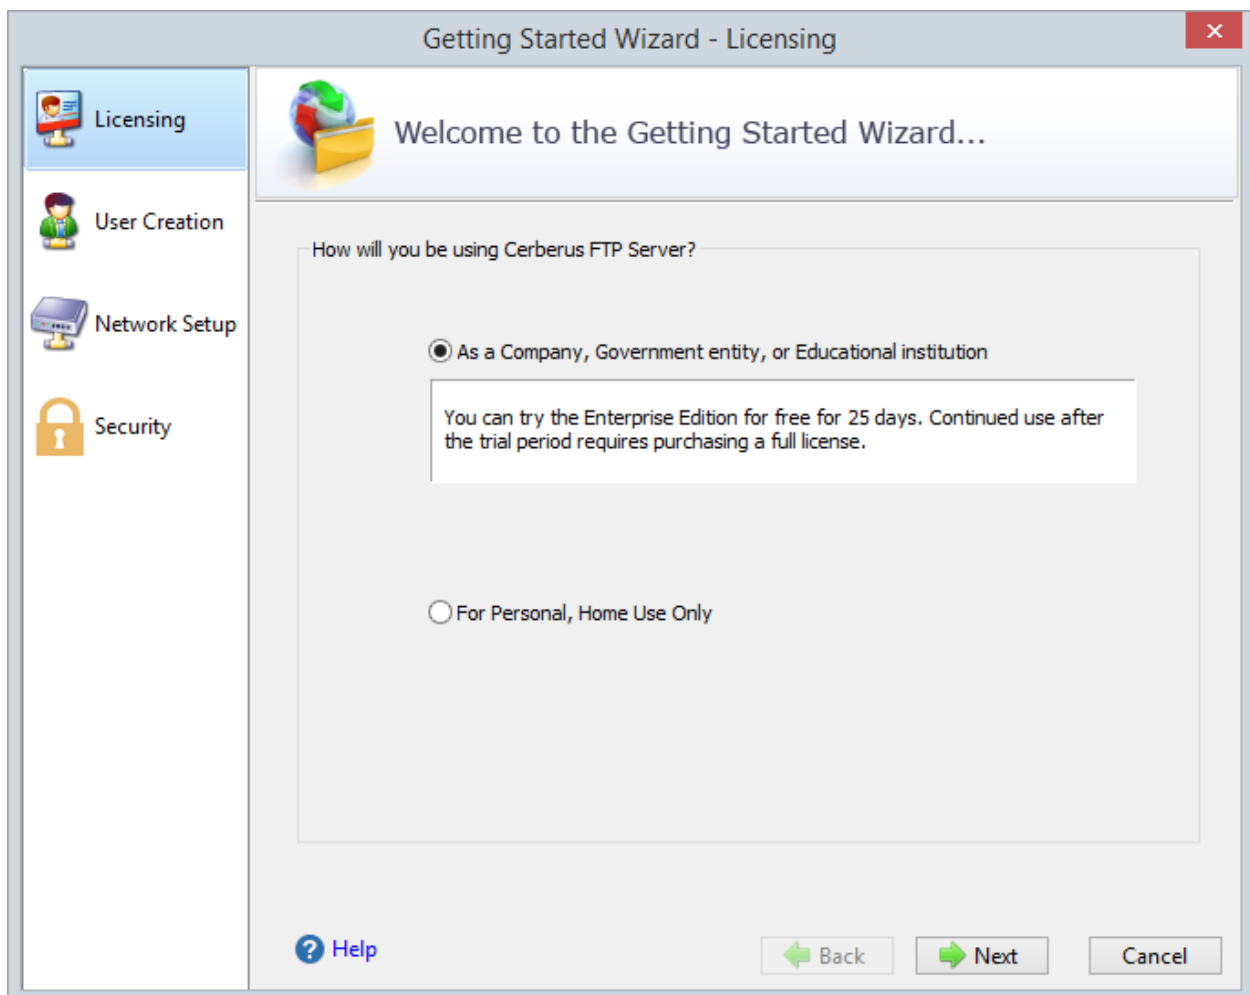 Getting Started Wizard - Licensing
Licensing
User Creation
Network Setup
Security
Welcome to the Getting Started Wizard...
How will you be using Cerberus FTP Server?
As a Company, Government entity, or Educational institution
You can try the Enterprise Edition for free for 25 days. Continued use after
the trial period requires purchasing a full license.
For Personal, Home Use Only
Help
Back
Next
Cancel